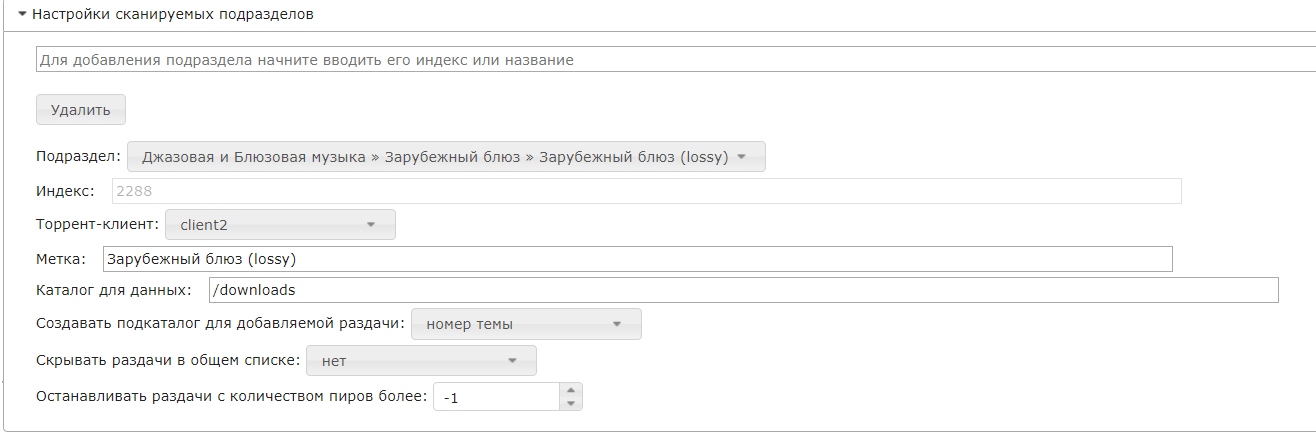 Настройки сканируемых подразделов
Для добавления подраздела начните вводить его индекс или название
Удалить
Подраздел: Джазовая и Блюзовая музыка » Зарубежный блюз » Зарубежный блюз (lossy)
Индекс: 2288
Торрент-клиент: client2
Метка: Зарубежный блюз (lossy)
Каталог для данных: /downloads
Создавать подкаталог для добавляемой раздачи: номер темы
Скрывать раздачи в общем списке: нет
Останавливать раздачи с количеством пиров более: -1